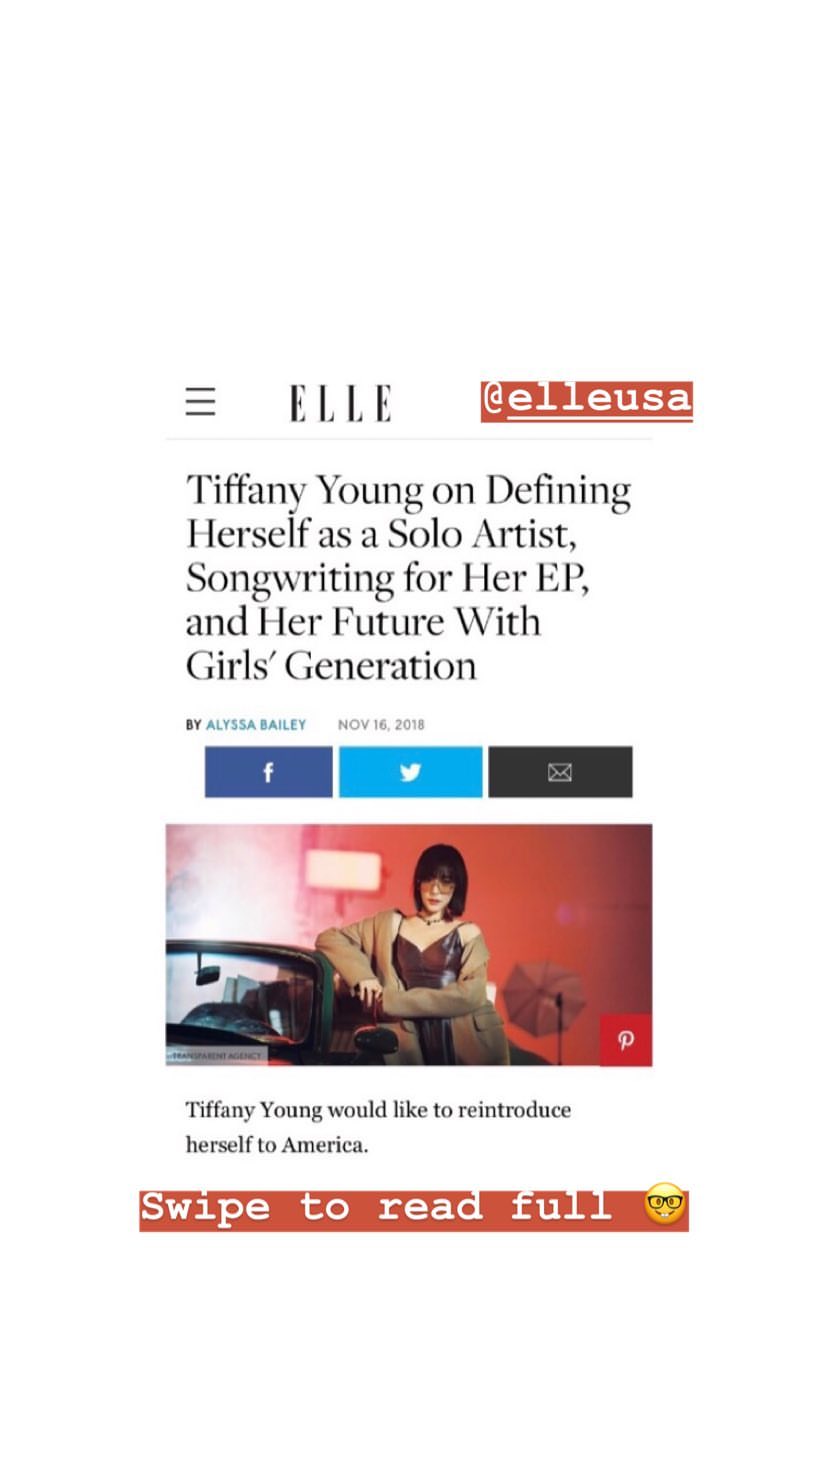 ELLE
@elleusa
Tiffany Young on Defining
Herself as a Solo Artist,
Songwriting for Her EP,
and Her Future With
Girls' Generation
BY ALYSSA BAILEY NOV 16, 2018
TRANSPARENT AGENCY
Tiffany Young would like to reintroduce
herself to America.
Swipe to read full 🤓